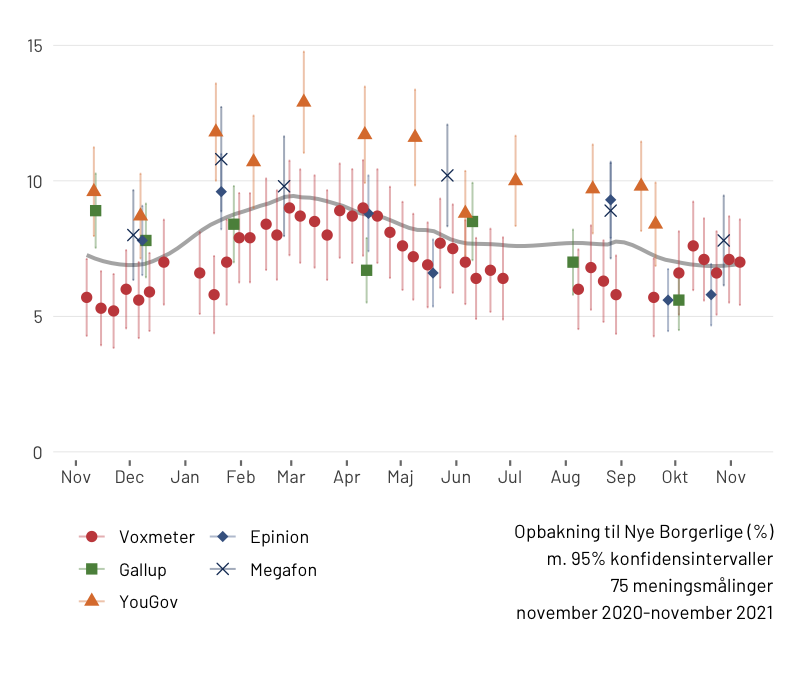 15
10
5
0
Nov Dec Jan Feb Mar Apr Maj Jun Jul Aug Sep Okt Nov
Voxmeter Epinion
Gallup Megafon
YouGov
Opbakning til Nye Borgerlige (%)
m. 95% konfidensintervaller
75 meningsmålinger
november 2020-november 2021